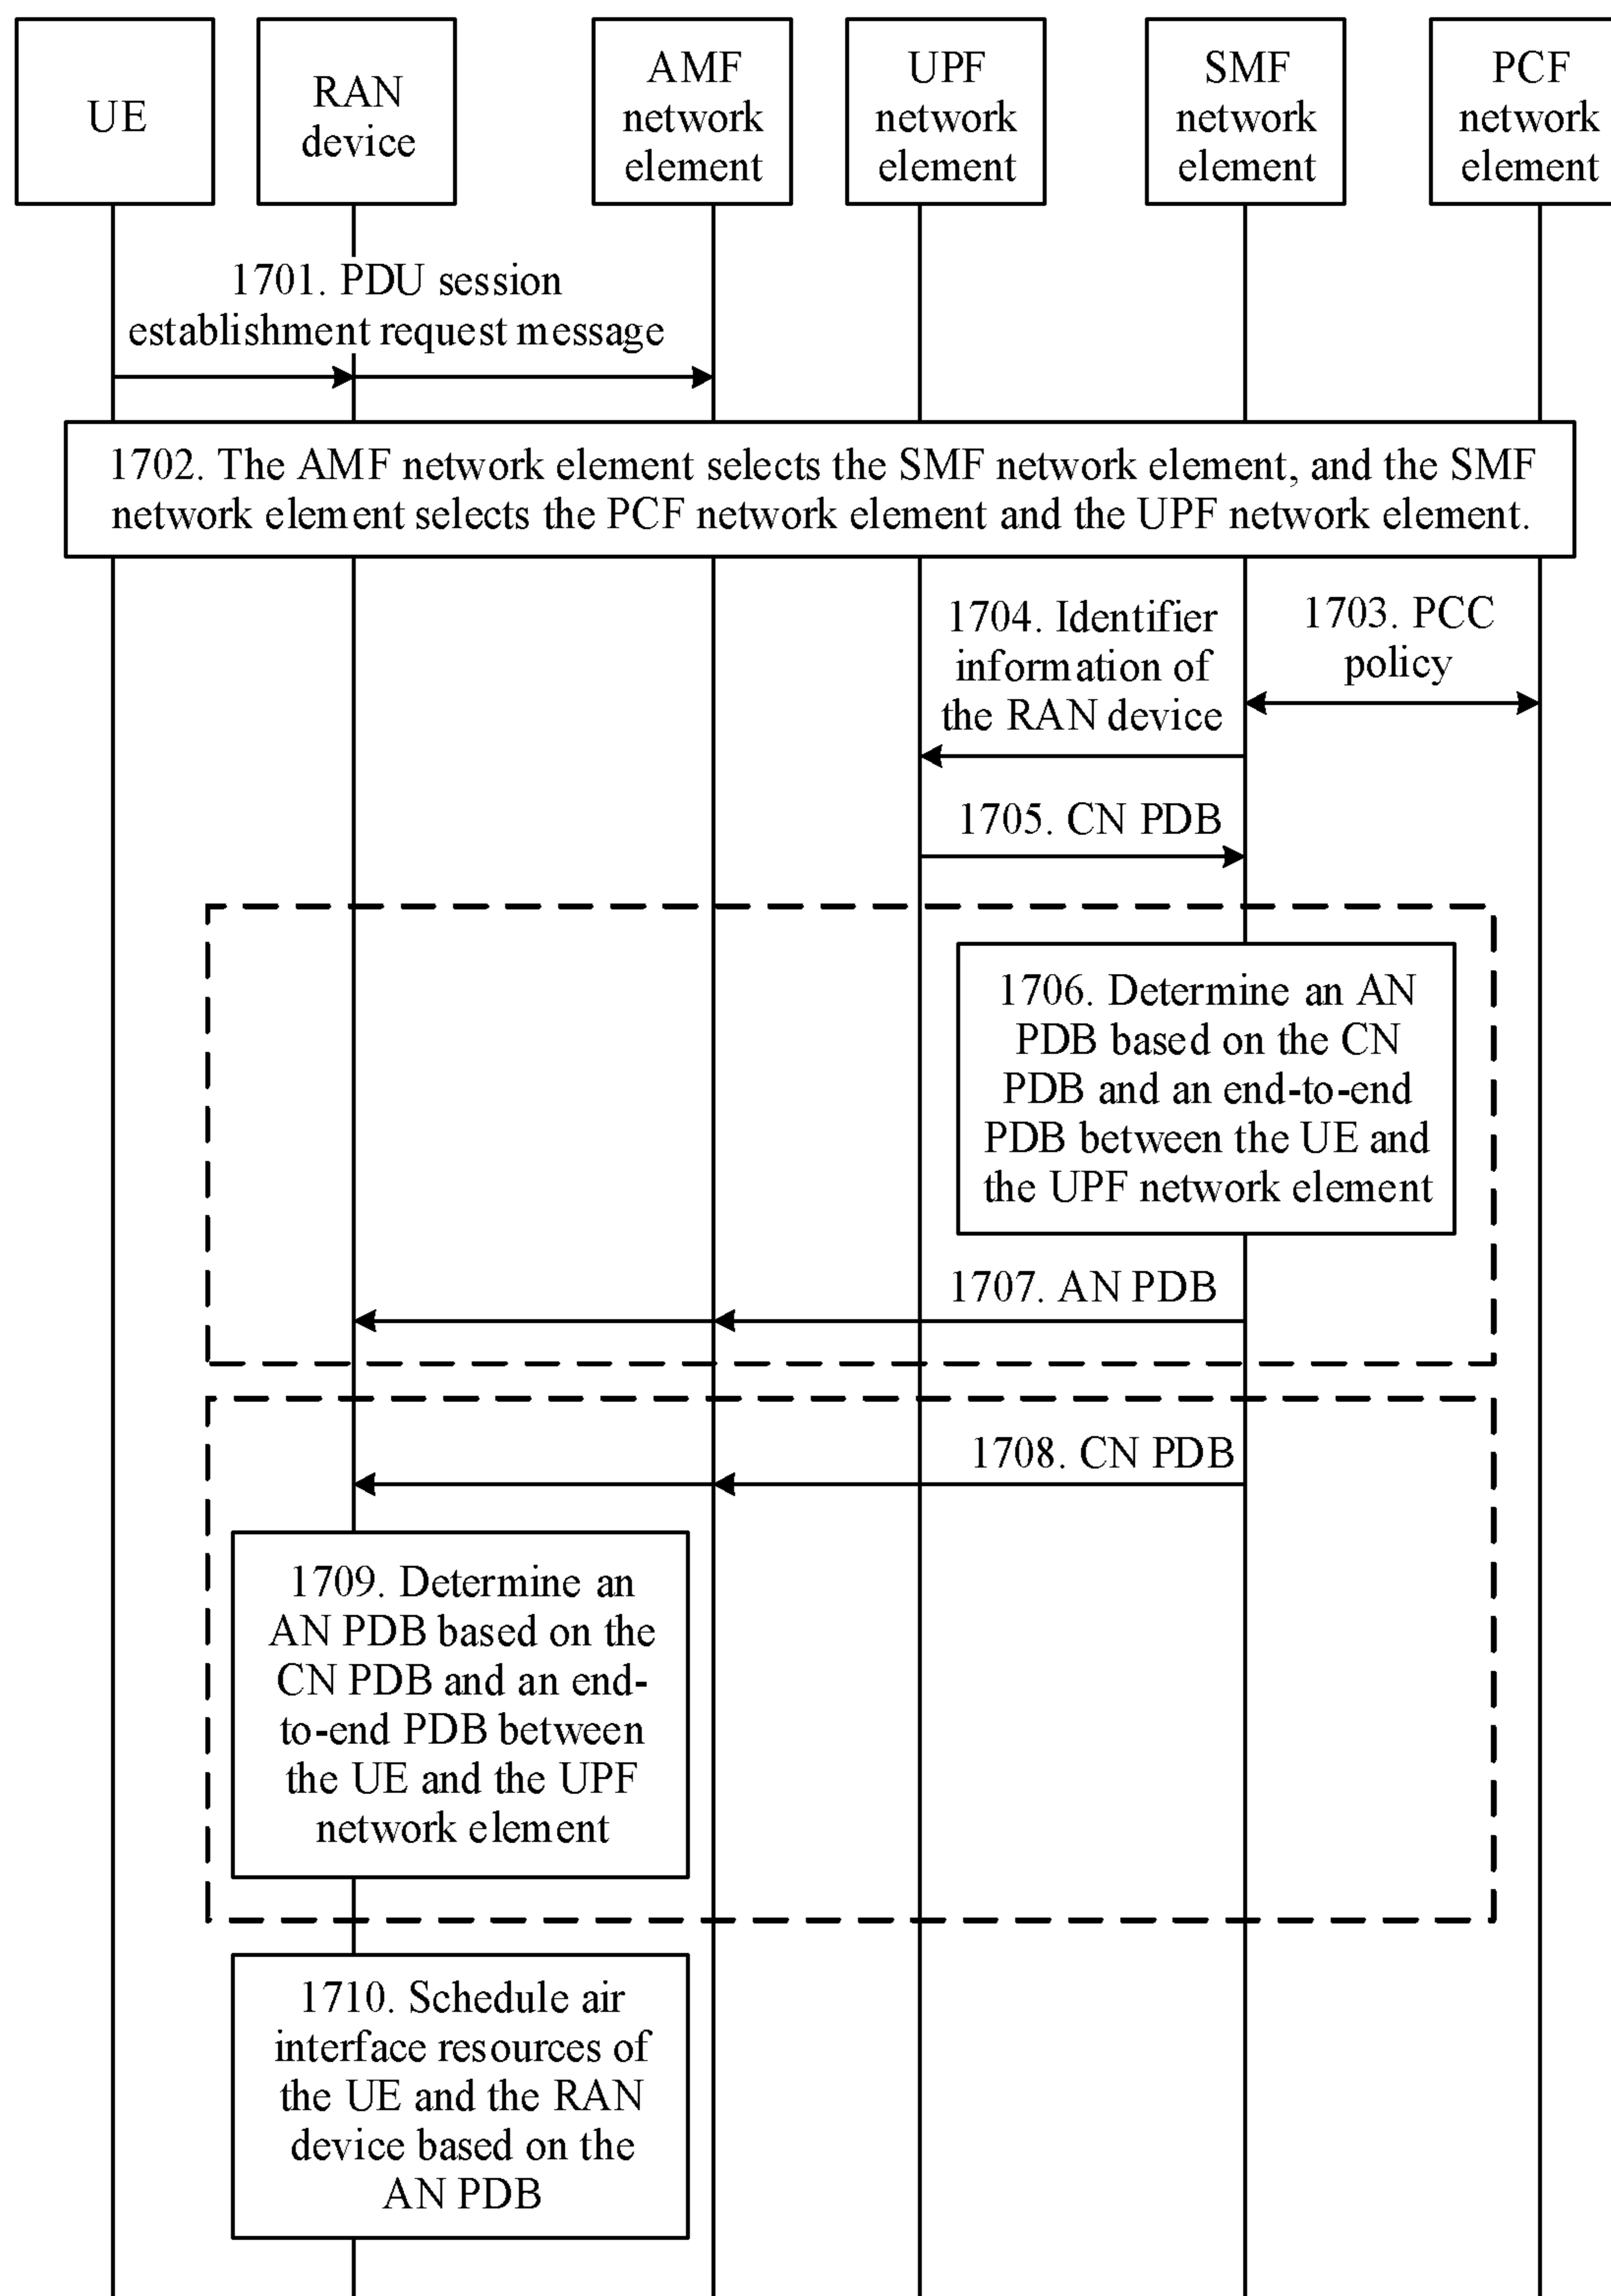 UE
RAN
device
AMF
network
element
UPF
network
element
SMF
network
element
PCF
network
element
1701. PDU session
establishment request message
1702. The AMF network element selects the SMF network element, and the SMF
network element selects the PCF network element and the UPF network element.
1703. PCC
policy
1704. Identifier
information of
the RAN device
1705. CN PDB
1706. Determine an AN
PDB based on the CN
PDB and an end-to-end
PDB between the UE and
the UPF network element
1707. AN PDB
1708. CN PDB
1709. Determine an
AN PDB based on the
CN PDB and an end-
to-end PDB between
the UE and the UPF
network element
1710. Schedule air
interface resources of
the UE and the RAN
device based on the
AN PDB